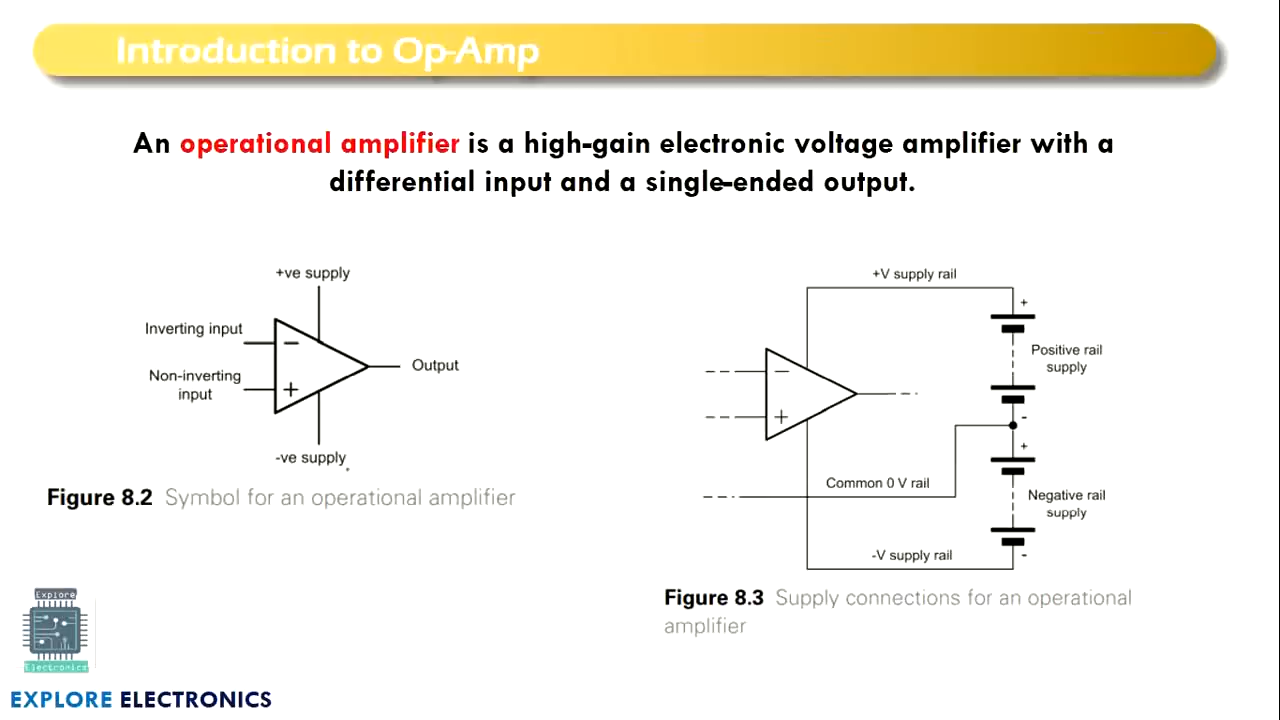 Introduction to Op-Amp
An operational amplifier is a high-gain electronic voltage amplifier with a
differential input and a single-ended output.
+ve supply
Inverting input
−
Non-inverting
input
+
Output
-ve supply
Figure 8.2 Symbol for an operational amplifier
+V supply rail
+
Positive rail
supply
-
−
+
+
Common 0 V rail
Negative rail
supply
-V supply rail
-
Figure 8.3 Supply connections for an operational
amplifier
Explore
Electronics
EXPLORE ELECTRONICS